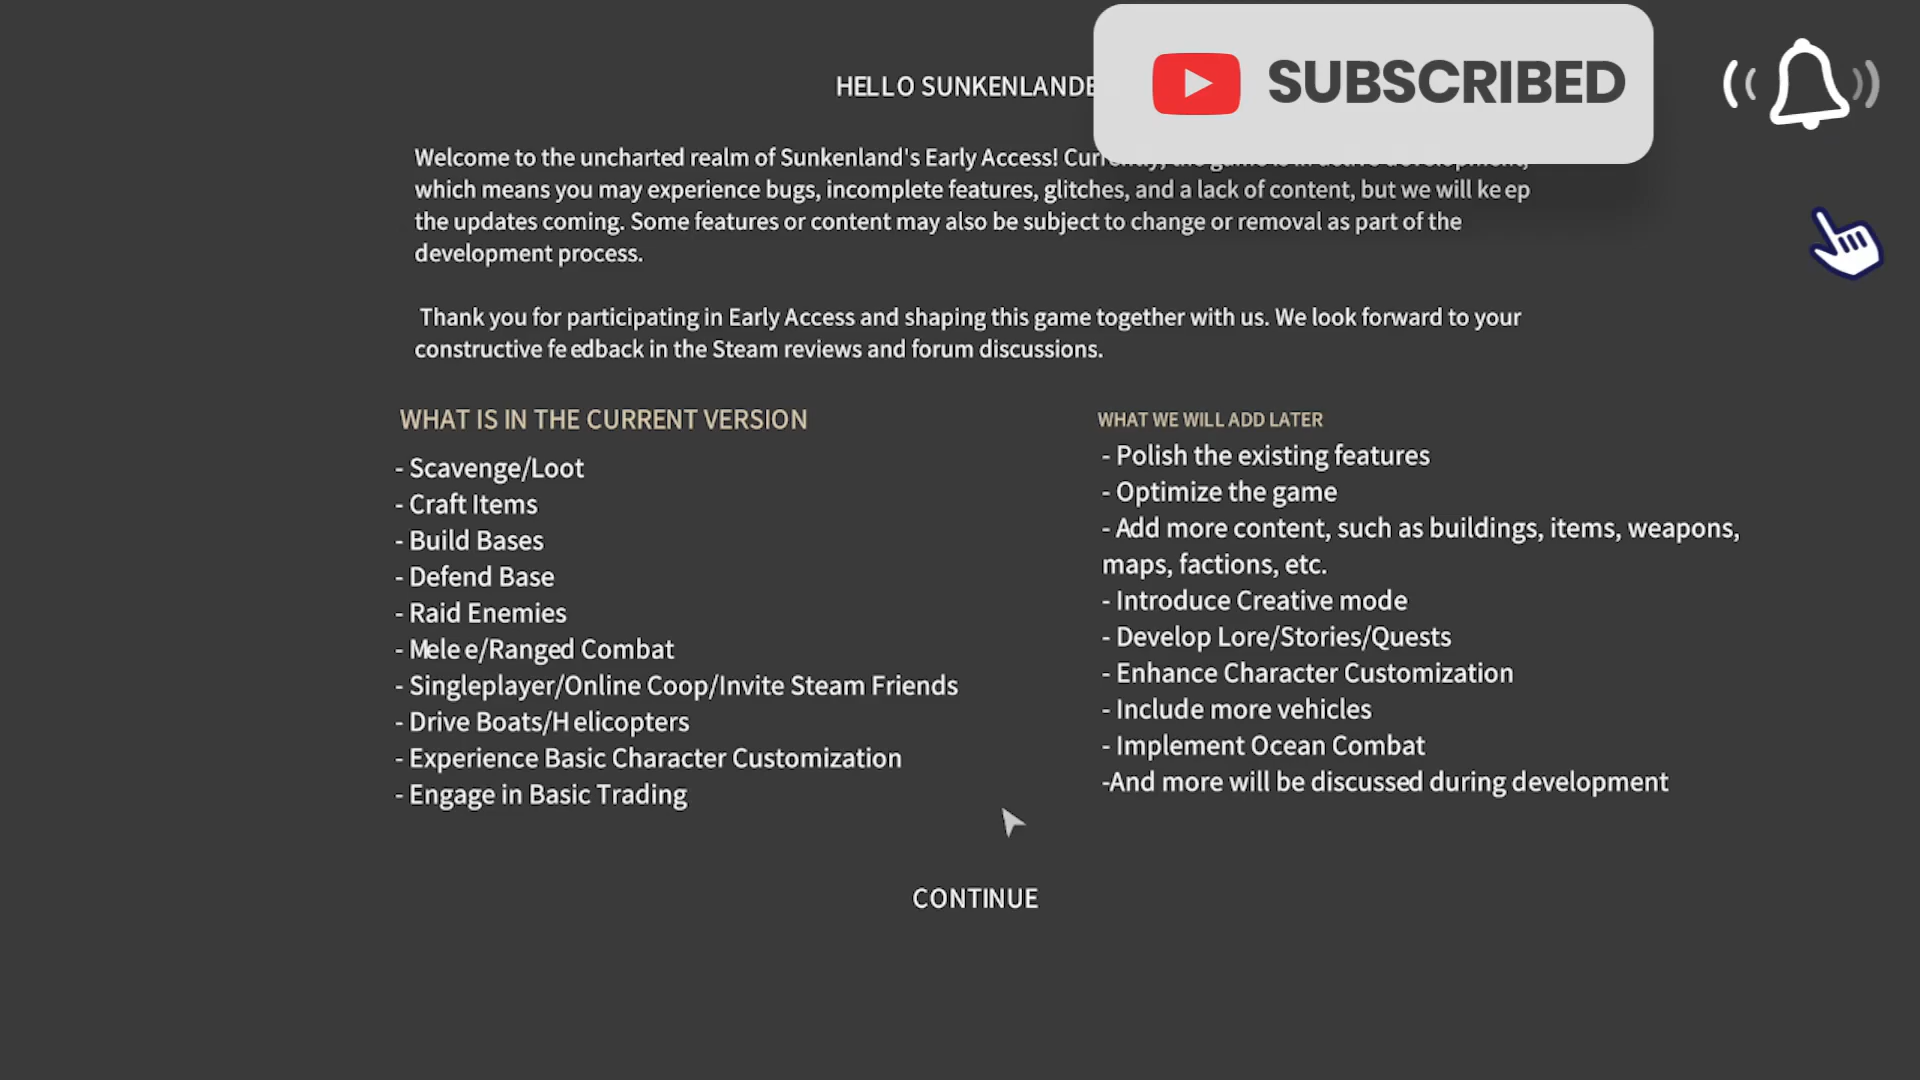 SUBSCRIBED
HELLO SUNKENLANDE
Welcome to the uncharted realm of Sunkenland's Early Access!
which means you may experience bugs, incomplete features, glitches, and a lack of content, but we will keep
the updates coming. Some features or content may also be subject to change or removal as part of the
development process.
Thank you for participating in Early Access and shaping this game together with us. We look forward to your
constructive feedback in the Steam reviews and forum discussions.
WHAT IS IN THE CURRENT VERSION
- Scavenge/Loot
- Craft Items
- Build Bases
- Defend Base
- Raid Enemies
- Melee/Ranged Combat
- Singleplayer/Online Coop/Invite Steam Friends
- Drive Boats/Helicopters
- Experience Basic Character Customization
- Engage in Basic Trading
WHAT WE WILL ADD LATER
- Polish the existing features
- Optimize the game
- Add more content, such as buildings, items, weapons,
maps, factions, etc.
- Introduce Creative mode
- Develop Lore/Stories/Quests
- Enhance Character Customization
- Include more vehicles
- Implement Ocean Combat
-And more will be discussed during development
CONTINUE